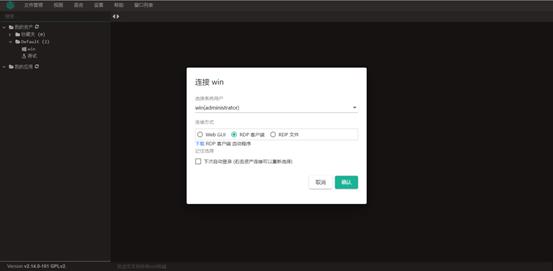 文件管理 视图 语言 设置 帮助 窗口列表
搜索
我的资产
收藏夹 (0)
Default (2)
win
测试
我的应用
连接 win
选择系统用户
win(administrator)
连接方式
Web GUI RDP 客户端 RDP 文件
下载 RDP 客户端 启动程序
记住选择
下次自动登录 (右击资产连接可以重新选择)
取消 确认
Version v2.14.0-101 GPLv2